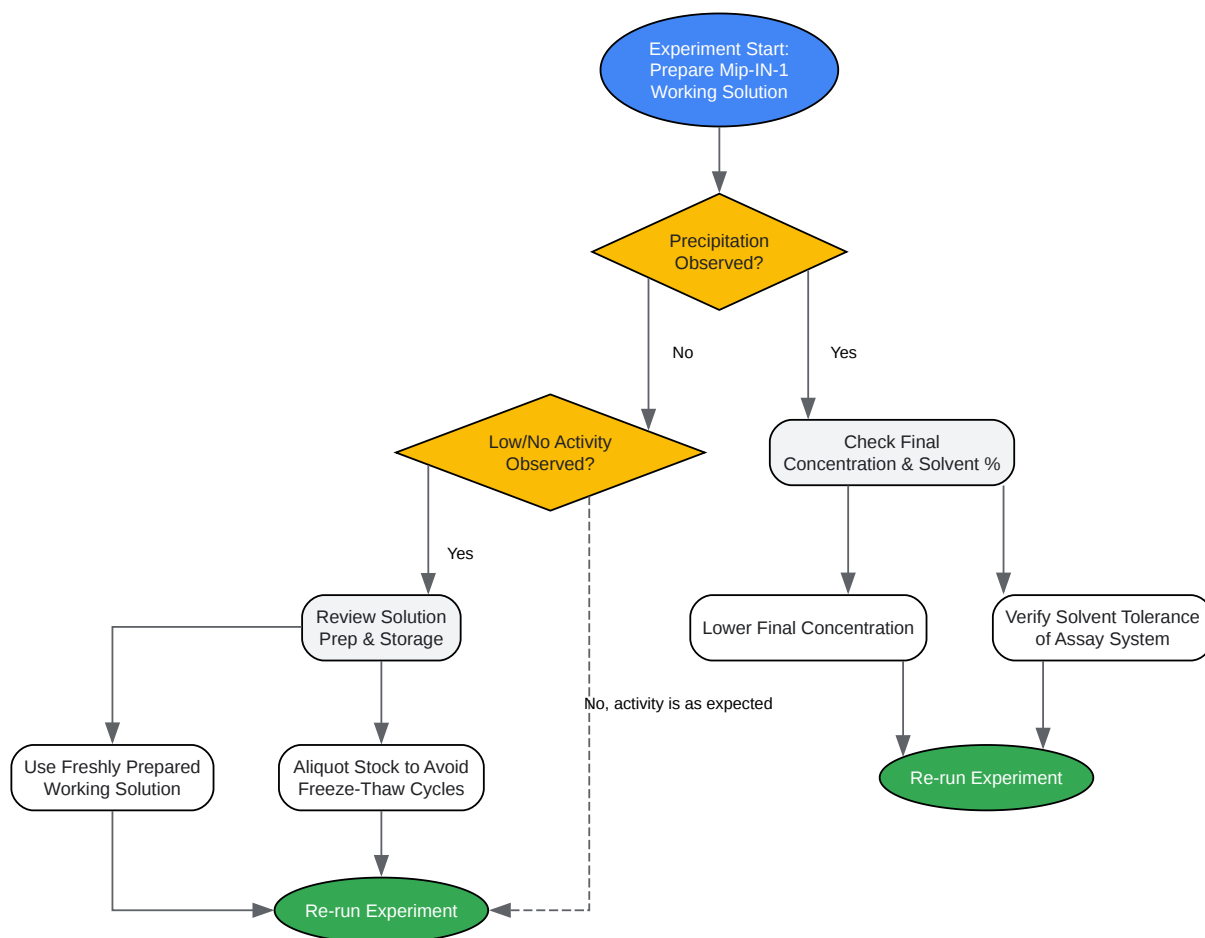 Experiment Start:
Prepare Mip-IN-1
Working Solution
Precipitation
Observed?
No
Yes
Low/No Activity
Observed?
Check Final
Concentration & Solvent %
Yes
Review Solution
Prep & Storage
Lower Final Concentration
Verify Solvent Tolerance
of Assay System
No, activity is as expected
Use Freshly Prepared
Working Solution
Aliquot Stock to Avoid
Freeze-Thaw Cycles
Re-run Experiment
Re-run Experiment